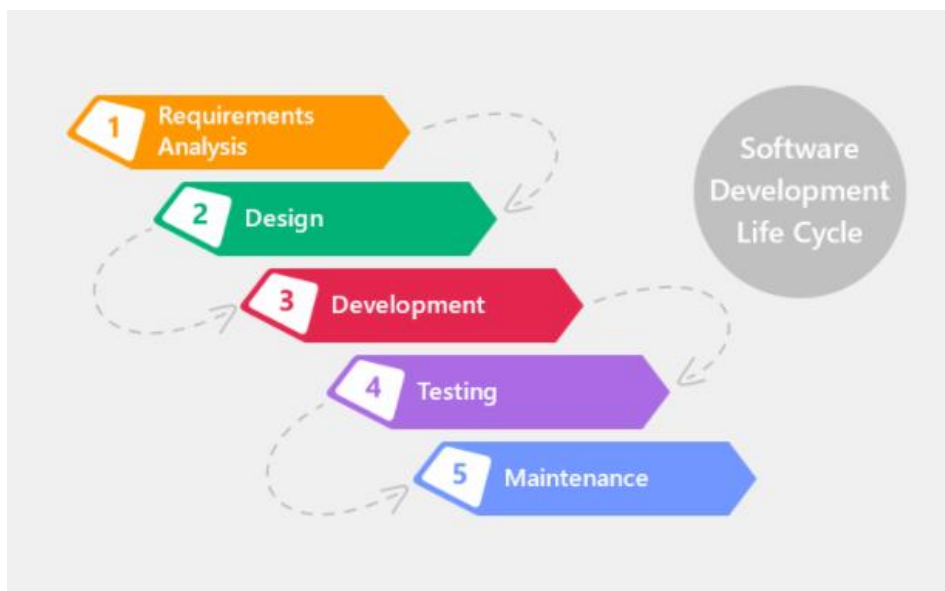 1
Requirements
Analysis
2
Design
3
Development
4
Testing
5
Maintenance
Software
Development
Life Cycle